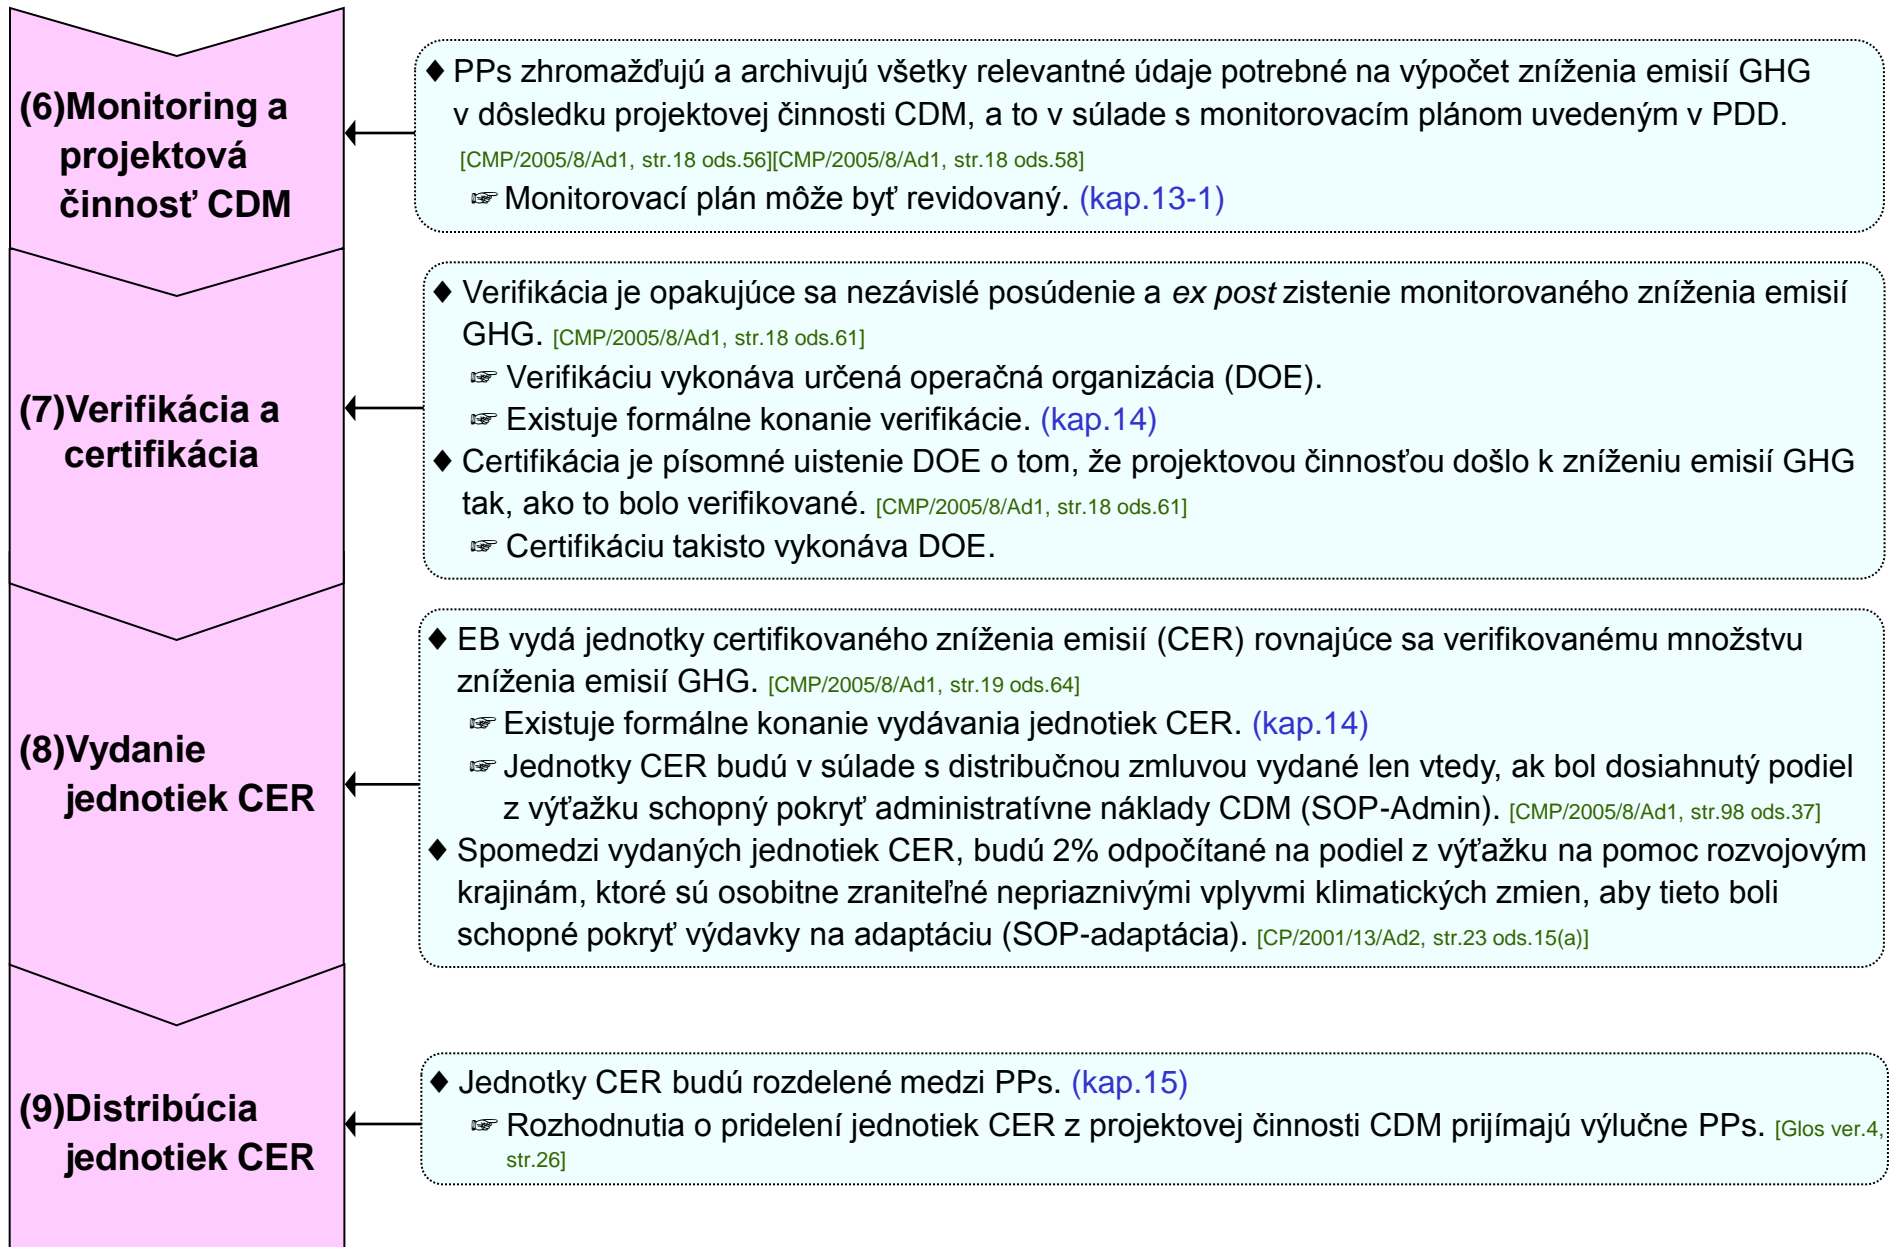 (6)Monitoring a
projektová
činnosť CDM
♦ PPs zhromažďujú a archivujú všetky relevantné údaje potrebné na výpočet zníženia emisií GHG
v dôsledku projektovej činnosti CDM, a to v súlade s monitorovacím plánom uvedeným v PDD.
[CMP/2005/8/Ad1, str.18 ods.56][CMP/2005/8/Ad1, str.18 ods.58]
☞ Monitorovací plán môže byť revidovaný. (kap.13-1)
(7)Verifikácia a
certifikácia
♦ Verifikácia je opakujúce sa nezávislé posúdenie a ex post zistenie monitorovaného zníženia emisií
GHG. [CMP/2005/8/Ad1, str.18 ods.61]
☞ Verifikáciu vykonáva určená operačná organizácia (DOE).
☞ Existuje formálne konanie verifikácie. (kap.14)
♦ Certifikácia je písomné uistenie DOE o tom, že projektovou činnosťou došlo k zníženiu emisií GHG
tak, ako to bolo verifikované. [CMP/2005/8/Ad1, str.18 ods.61]
☞ Certifikáciu takisto vykonáva DOE.
(8)Vydanie
jednotiek CER
♦ EB vydá jednotky certifikovaného zníženia emisií (CER) rovnajúce sa verifikovanému množstvu
zníženia emisií GHG. [CMP/2005/8/Ad1, str.19 ods.64]
☞ Existuje formálne konanie vydávania jednotiek CER. (kap.14)
☞ Jednotky CER budú v súlade s distribučnou zmluvou vydané len vtedy, ak bol dosiahnutý podiel
z výťažku schopný pokryť administratívne náklady CDM (SOP-Admin). [CMP/2005/8/Ad1, str.98 ods.37]
♦ Spomedzi vydaných jednotiek CER, budú 2% odpočítané na podiel z výťažku na pomoc rozvojovým
krajinám, ktoré sú osobitne zraniteľné nepriaznivými vplyvmi klimatických zmien, aby tieto boli
schopné pokryť výdavky na adaptáciu (SOP-adaptácia). [CP/2001/13/Ad2, str.23 ods.15(a)]
(9)Distribúcia
jednotiek CER
♦ Jednotky CER budú rozdelené medzi PPs. (kap.15)
☞ Rozhodnutia o pridelení jednotiek CER z projektovej činnosti CDM prijímajú výlučne PPs. [Glos ver.4,
str.26]